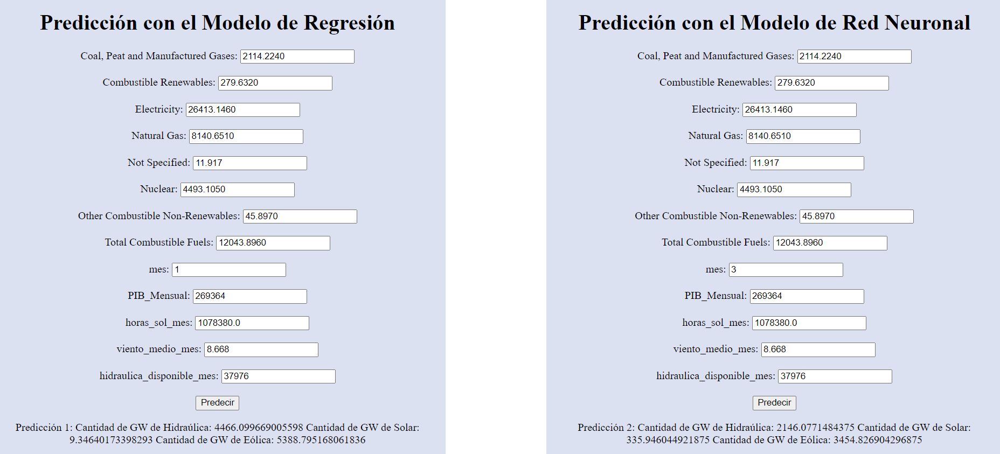 Predicción con el Modelo de Regresión
Coal, Peat and Manufactured Gases: 2114.2240
Combustible Renewables: 279.6320
Electricity: 26413.1460
Natural Gas: 8140.6510
Not Specified: 11.917
Nuclear: 4493.1050
Other Combustible Non-Renewables: 45.8970
Total Combustible Fuels: 12043.8960
mes: 1
PIB_Mensual: 269364
horas_sol_mes: 1078380.0
viento_medio_mes: 8.668
hidraulica_disponible_mes: 37976
Predecir
Predicción 1: Cantidad de GW de Hidraúlica: 4466.099669005598 Cantidad de GW de Solar:
9.34640173398293 Cantidad de GW de Eólica: 5388.795168061836
Predicción con el Modelo de Red Neuronal
Coal, Peat and Manufactured Gases: 2114.2240
Combustible Renewables: 279.6320
Electricity: 26413.1460
Natural Gas: 8140.6510
Not Specified: 11.917
Nuclear: 4493.1050
Other Combustible Non-Renewables: 45.8970
Total Combustible Fuels: 12043.8960
mes: 3
PIB_Mensual: 269364
horas_sol_mes: 1078380.0
viento_medio_mes: 8.668
hidraulica_disponible_mes: 37976
Predecir
Predicción 2: Cantidad de GW de Hidraúlica: 2146.0771484375 Cantidad de GW de Solar:
335.946044921875 Cantidad de GW de Eólica: 3454.826904296875